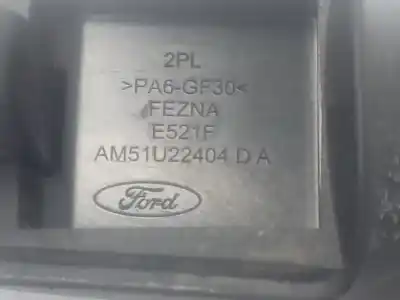 2PL
>PA6-GF30<
FEZNA
E521F
AM51U22404 D A
Ford